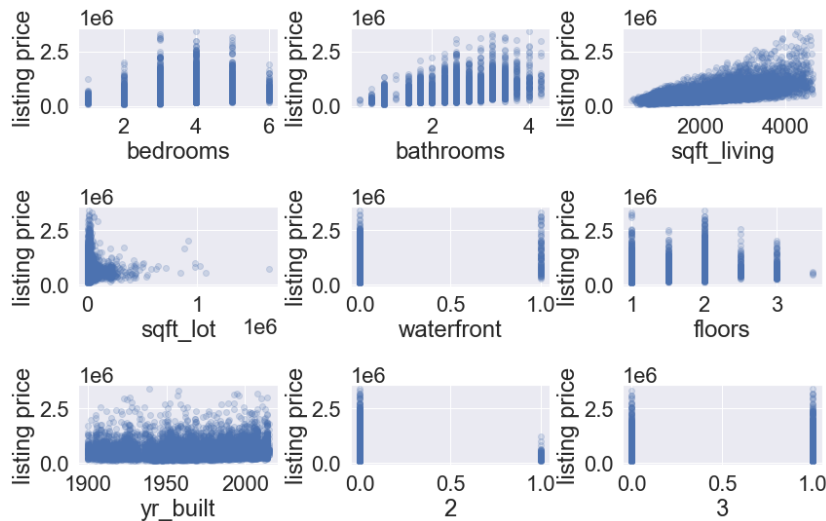 1e6 1e6 1e6
listing price 2.5 0.0 listing price 2.5 0.0 listing price 2.5 0.0
2 4 6 2 4 2000 4000
bedrooms bathrooms sqft_living
1e6 1e6 1e6
listing price 2.5 0.0 listing price 2.5 0.0 listing price 2.5 0.0
0 1 0.0 0.5 1.0 1 2 3
sqft_lot 1e6 waterfront floors
1e6 1e6 1e6
listing price 2.5 0.0 listing price 2.5 0.0 listing price 2.5 0.0
1900 1950 2000 0.0 0.5 1.0 0.0 0.5 1.0
yr_built 2 3